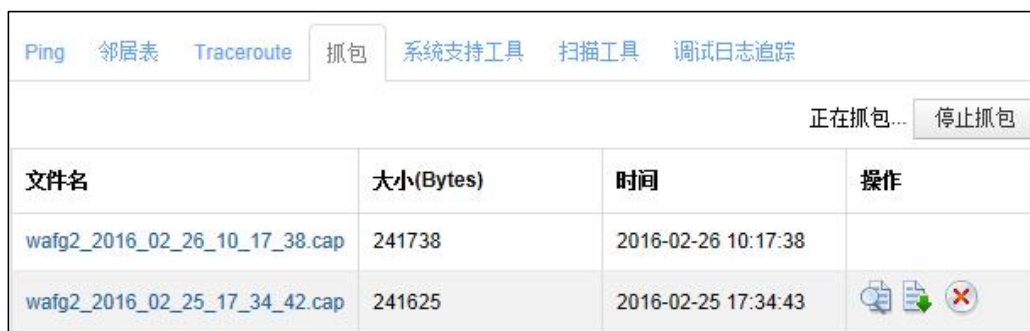 Ping 邻居表 Traceroute 抓包 系统支持工具 扫描工具 调试日志追踪
正在抓包... 停止抓包
文件名 大小(Bytes) 时间 操作
wafg2_2016_02_26_10_17_38.cap 241738 2016-02-26 10:17:38
wafg2_2016_02_25_17_34_42.cap 241625 2016-02-25 17:34:43